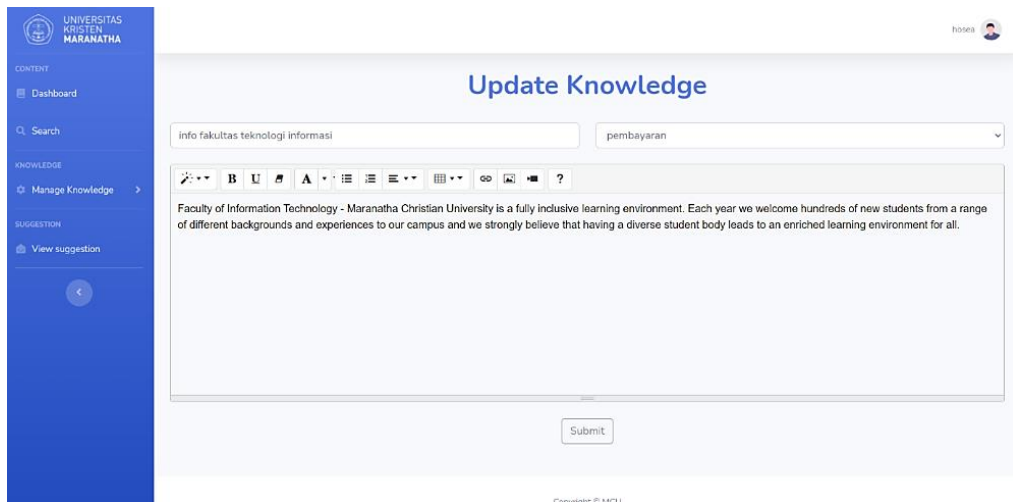 UNIVERSITAS
KRISTEN
MARANATHA
hosea
CONTENT
Dashboard
Search
KNOWLEDGE
Manage Knowledge
SUGGESTION
View suggestion
Update Knowledge
info fakultas teknologi informasi
pembayaran
B U A ?
Faculty of Information Technology - Maranatha Christian University is a fully inclusive learning environment. Each year we welcome hundreds of new students from a range
of different backgrounds and experiences to our campus and we strongly believe that having a diverse student body leads to an enriched learning environment for all.
Submit
Copyright © MCU